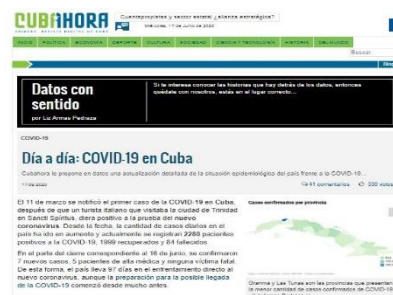 CUBAHORA
PRIMERA REVISTA DIGITAL DE CUBA
Cuentapropistas y sector estatal ¿alianza estratégica?
Miércoles, 17 de Junio de 2020
INICIO POLÍTICA ECONOMÍA DEPORTE CULTURA SOCIEDAD CIENCIA Y TECNOLOGÍA HISTORIA DEL MUNDO
Buscar
Datos con
sentido
por Liz Armas Pedraza
Si te interesa conocer las historias que hay detrás de los datos, entonces
quédate con nosotros, estás en el lugar correcto...
COVID-19
Día a día: COVID-19 en Cuba
Cubahora le propone en datos una actualización detallada de la situación epidemiológica del país frente a la COVID-19...
41 comentarios
votos
El 11 de marzo se notificó el primer caso de la COVID-19 en Cuba,
después de que un turista italiano que visitaba la ciudad de Trinidad
en Sancti Spíritus, diera positivo a la prueba del nuevo
coronavirus. Desde la fecha, la cantidad de casos diarios en el
país ha ido en aumento y actualmente se registran 2280 pacientes
positivos a la COVID-19, 1999 recuperados y 84 fallecidos.
En el parte del cierre correspondiente al 16 de junio, se confirmaron
7 nuevos casos, 5 pacientes de alta médica y ninguna víctima fatal.
De esta forma, el país lleva 97 días en el enfrentamiento directo al
nuevo coronavirus, aunque la preparación para la posible llegada
de la COVID-19 comenzó desde mucho antes.
Casos confirmados por provincia
Granma y Las Tunas son las provincias que presentan
la menor cantidad de casos confirmados de COVID-19